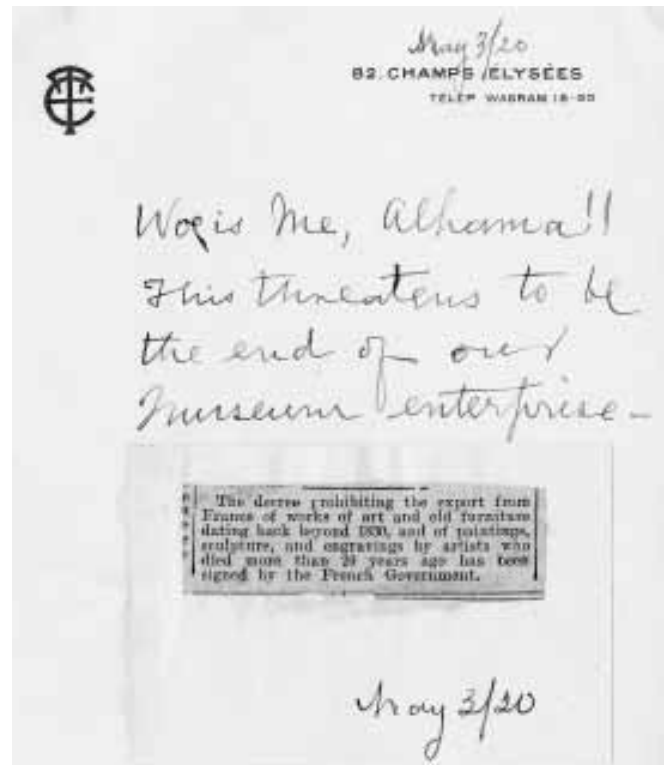 May 3/20
82. CHAMPS ELYSÉES
TELEP WAGRAM
Woe is Me, Alhama!!
This threatens to be
the end of our
Museum enterprise-
The decree prohibiting the export from
France of works of art and old furniture
dating back beyond 1830, and of paintings,
sculpture, and engravings by artists who
died more than 20 years ago has been
signed by the French Government.
May 3/20